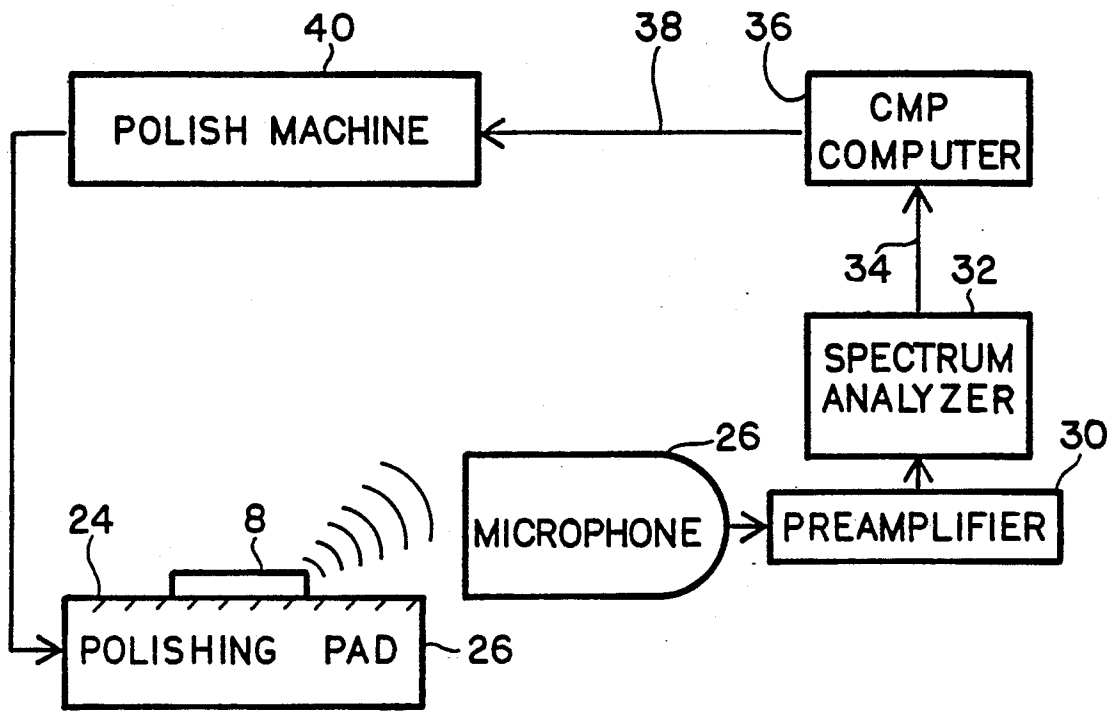 40
38
36
POLISH MACHINE
CMP
COMPUTER
34
32
SPECTRUM
ANALYZER
26
30
24
8
MICROPHONE
PREAMPLIFIER
POLISHING PAD
26